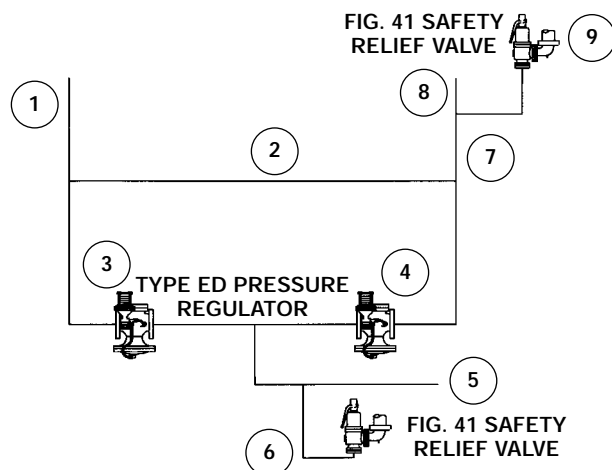 FIG. 41 SAFETY
RELIEF VALVE
9
1
8
2
7
3
TYPE ED PRESSURE
REGULATOR
4
5
6
FIG. 41 SAFETY
RELIEF VALVE